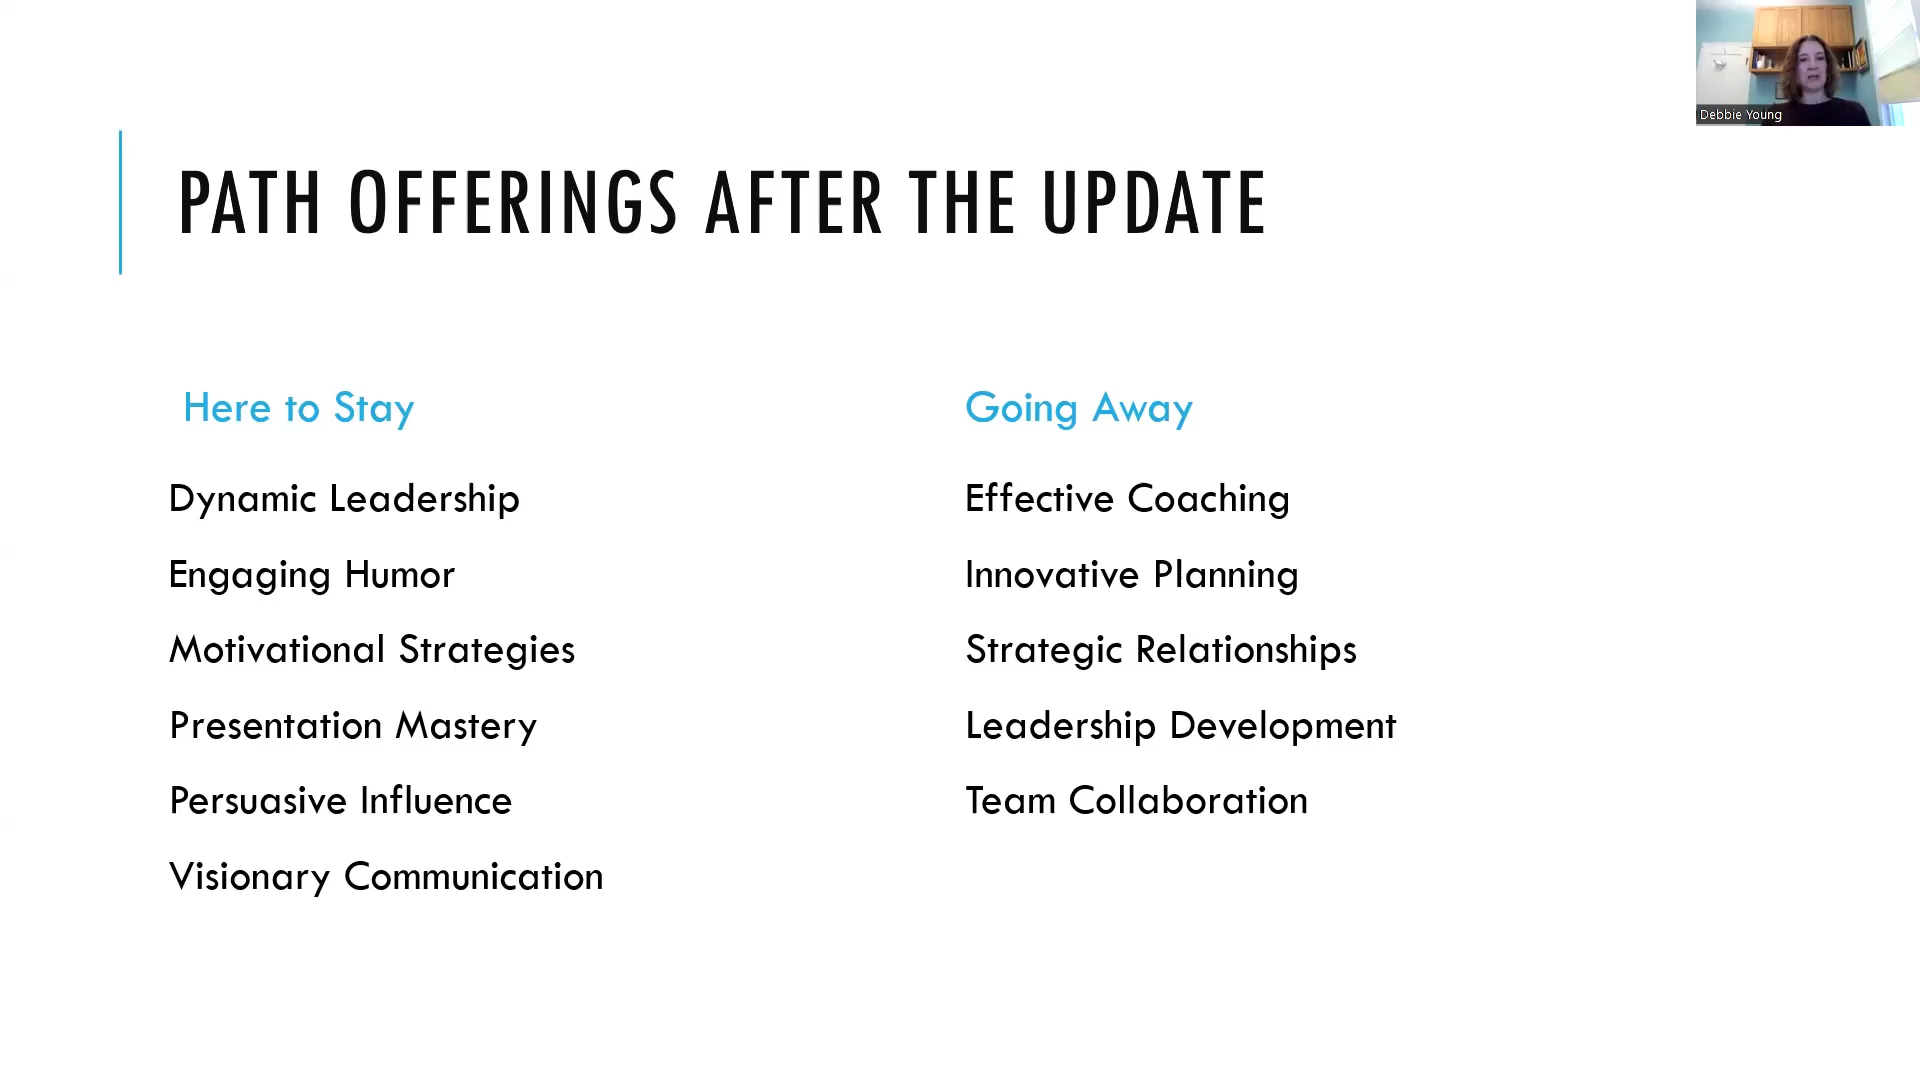 Debbie Young
PATH OFFERINGS AFTER THE UPDATE
Here to Stay
Dynamic Leadership
Engaging Humor
Motivational Strategies
Presentation Mastery
Persuasive Influence
Visionary Communication
Going Away
Effective Coaching
Innovative Planning
Strategic Relationships
Leadership Development
Team Collaboration